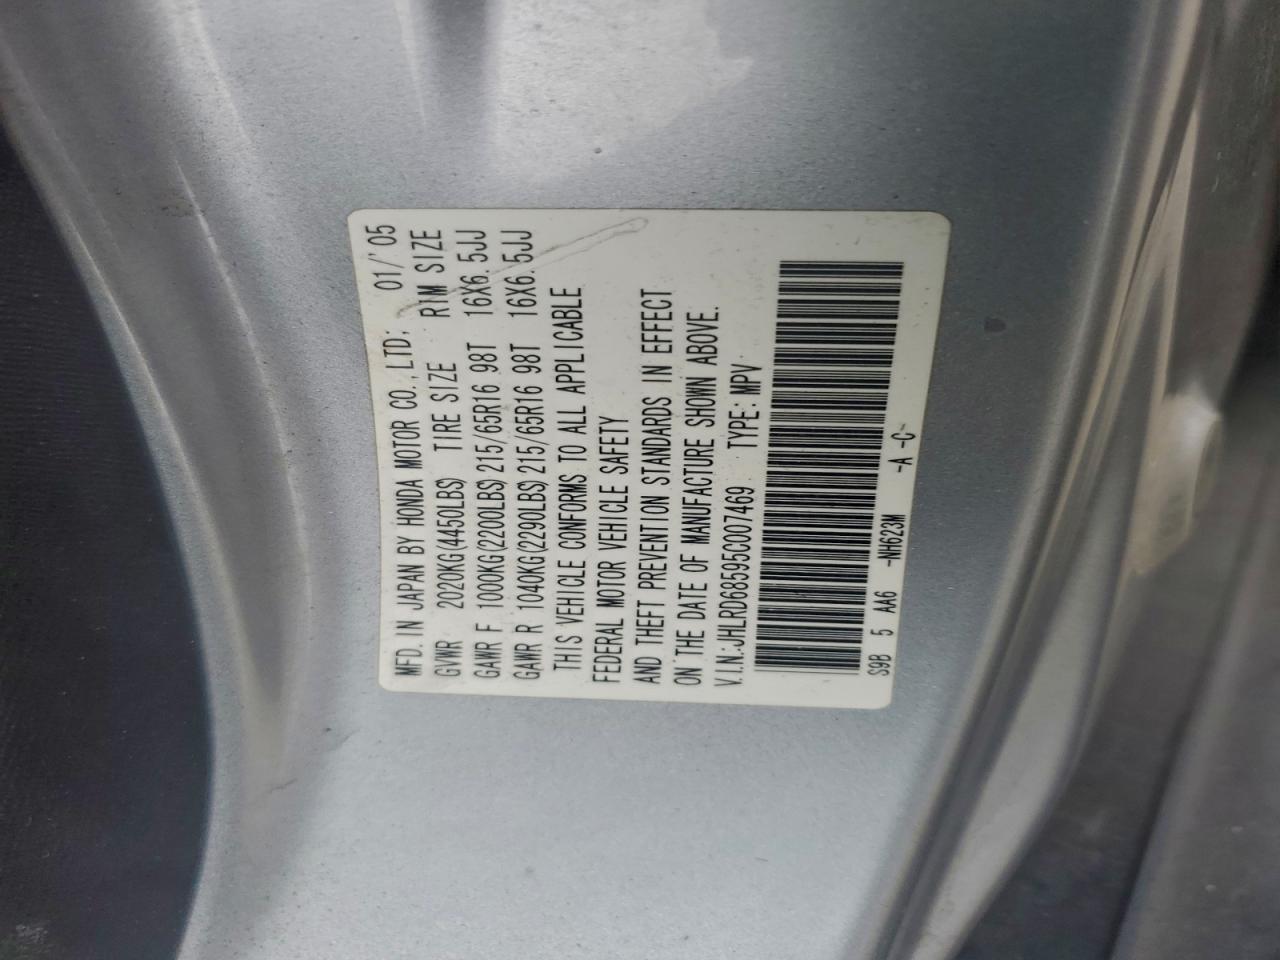 MFD. IN JAPAN BY HONDA MOTOR CO., LTD; 01/'05
GVWR 2020KG(4450LBS) TIRE SIZE RIM SIZE
GAWR F 1000KG(2200LBS) 215/65R16 98T 16X6.5JJ
GAWR R 1040KG(2290LBS) 215/65R16 98T 16X6.5JJ
THIS VEHICLE CONFORMS TO ALL APPLICABLE
FEDERAL MOTOR VEHICLE SAFETY
AND THEFT PREVENTION STANDARDS IN EFFECT
ON THE DATE OF MANUFACTURE SHOWN ABOVE.
V.I.N.:JHLRD68595C007469 TYPE: MPV
S9B 5 AA6 -NH623M -A -C-